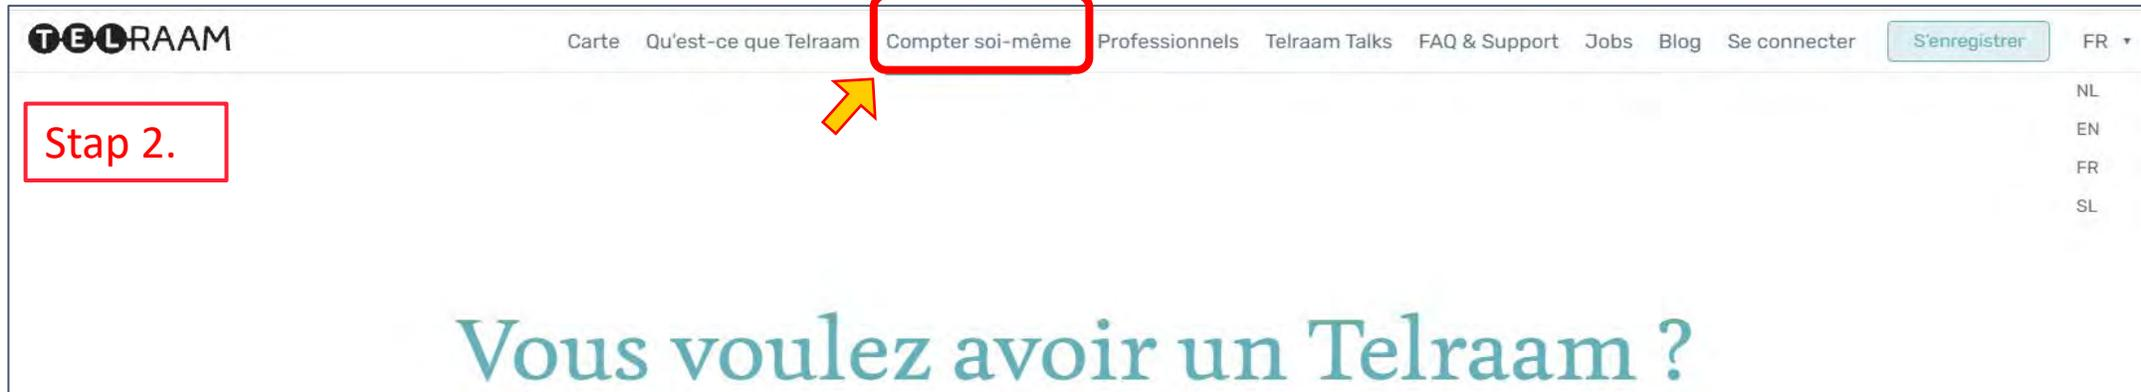 TELRAAM Carte Qu'est-ce que Telraam Compter soi-même Professionnels Telraam Talks FAQ & Support Jobs Blog Se connecter S'enregistrer FR
NL
EN
Stap 2.
FR
SL
Vous voulez avoir un Telraam ?